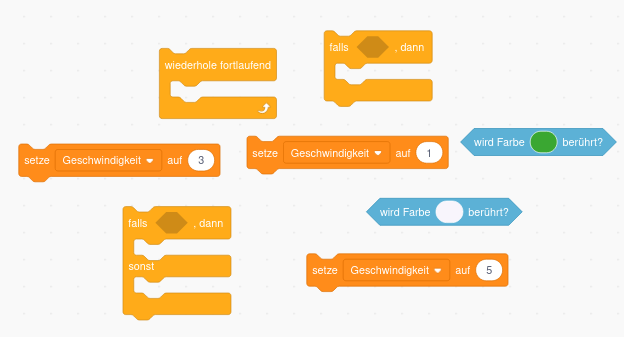 falls , dann
wiederhole fortlaufend
setze Geschwindigkeit auf 3
setze Geschwindigkeit auf 1
wird Farbe berührt?
wird Farbe berührt?
falls , dann
sonst
setze Geschwindigkeit auf 5